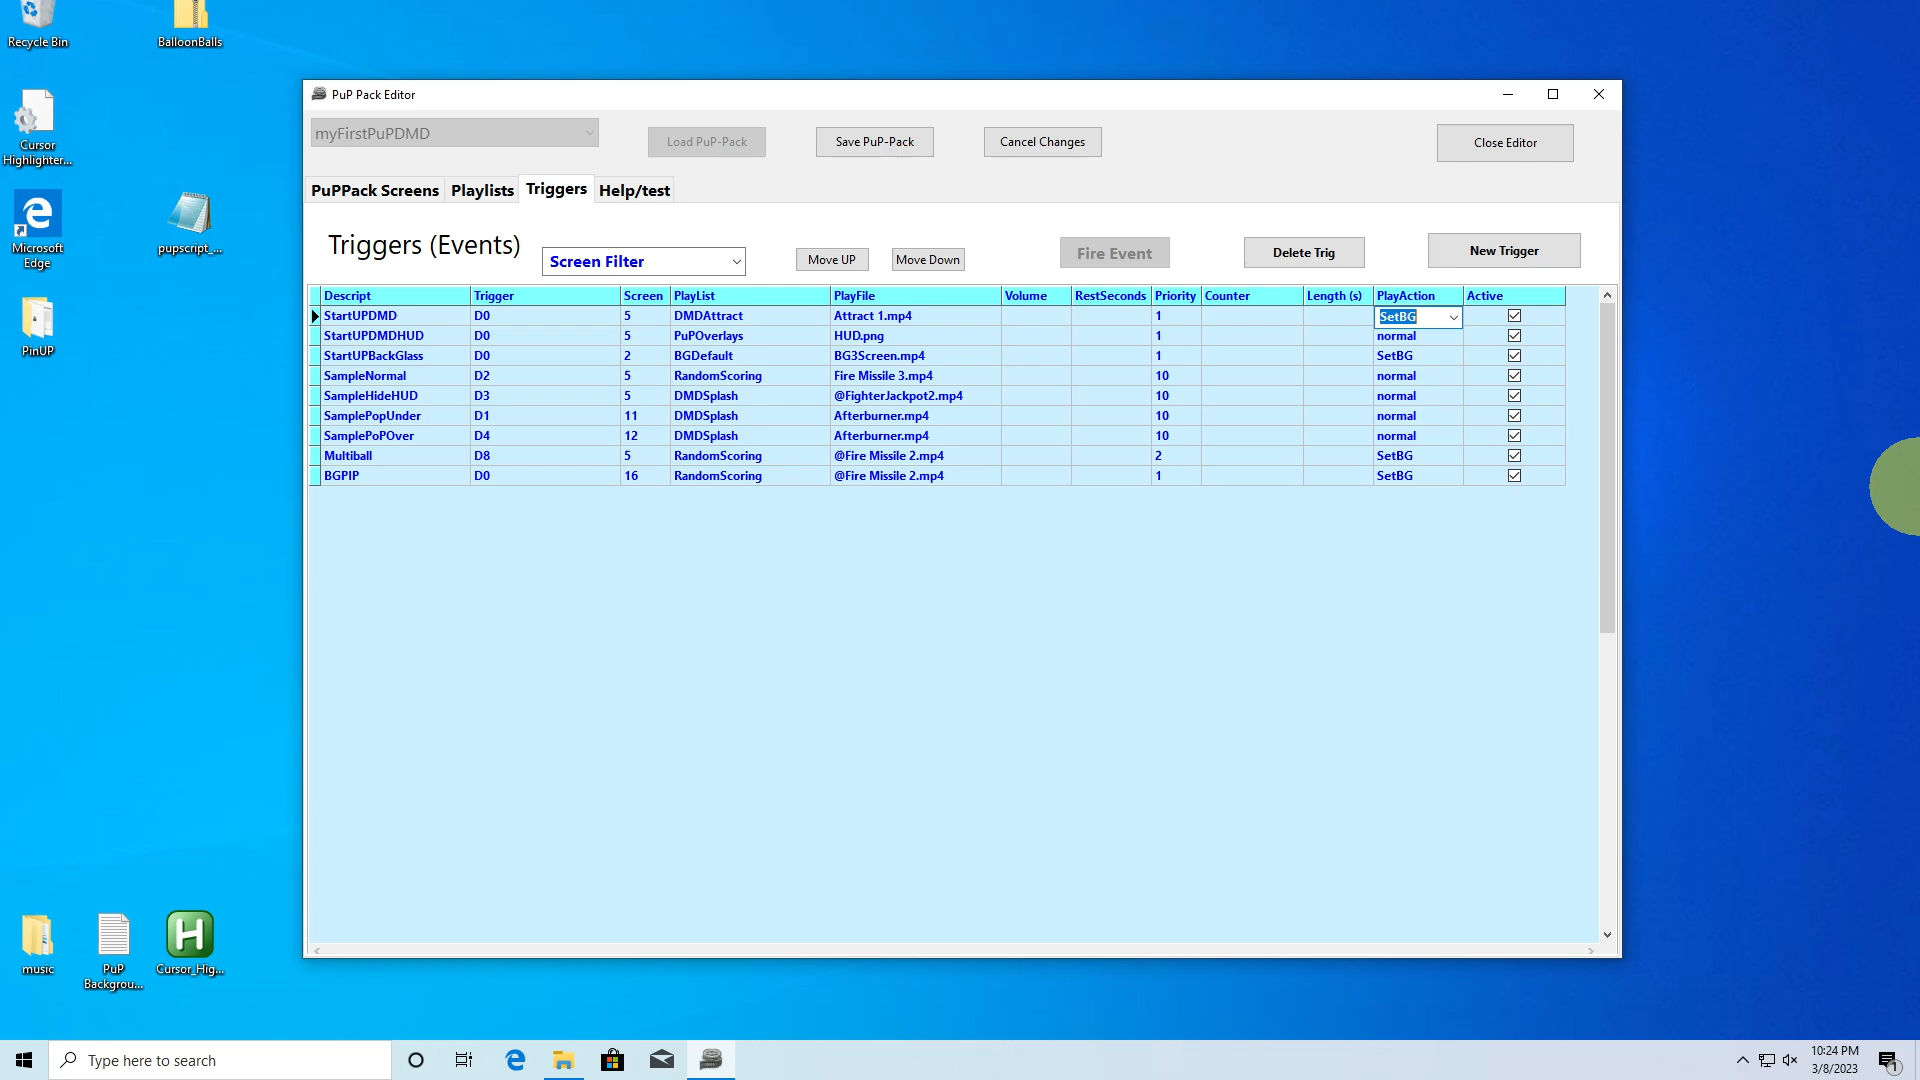 Recycle Bin
BalloonBalls
Cursor
Highlighter...
Microsoft
Edge
pupscript_...
PinUP
music
PuP
Backgrou...
Cursor_Hig...
PuP Pack Editor
myFirstPuPDMD
Load PuP-Pack
Save PuP-Pack
Cancel Changes
Close Editor
PuPPack Screens Playlists Triggers Help/test
Triggers (Events)
Screen Filter
Move UP
Move Down
Fire Event
Delete Trig
New Trigger
Descript Trigger Screen PlayList PlayFile Volume RestSeconds Priority Counter Length (s) PlayAction Active
StartUPDMD D0 5 DMDAttract Attract 1.mp4 1 SetBG
StartUPDMDHUD D0 5 PuPOverlays HUD.png 1 normal
StartUPBackGlass D0 2 BGDefault BG3Screen.mp4 1 SetBG
SampleNormal D2 5 RandomScoring Fire Missile 3.mp4 10 normal
SampleHideHUD D3 5 DMDSplash @FighterJackpot2.mp4 10 normal
SamplePopUnder D1 11 DMDSplash Afterburner.mp4 10 normal
SamplePoPOver D4 12 DMDSplash Afterburner.mp4 10 normal
Multiball D8 5 RandomScoring @Fire Missile 2.mp4 2 SetBG
BGPIP D0 16 RandomScoring @Fire Missile 2.mp4 1 SetBG
Type here to search
10:24 PM
3/8/2023
1